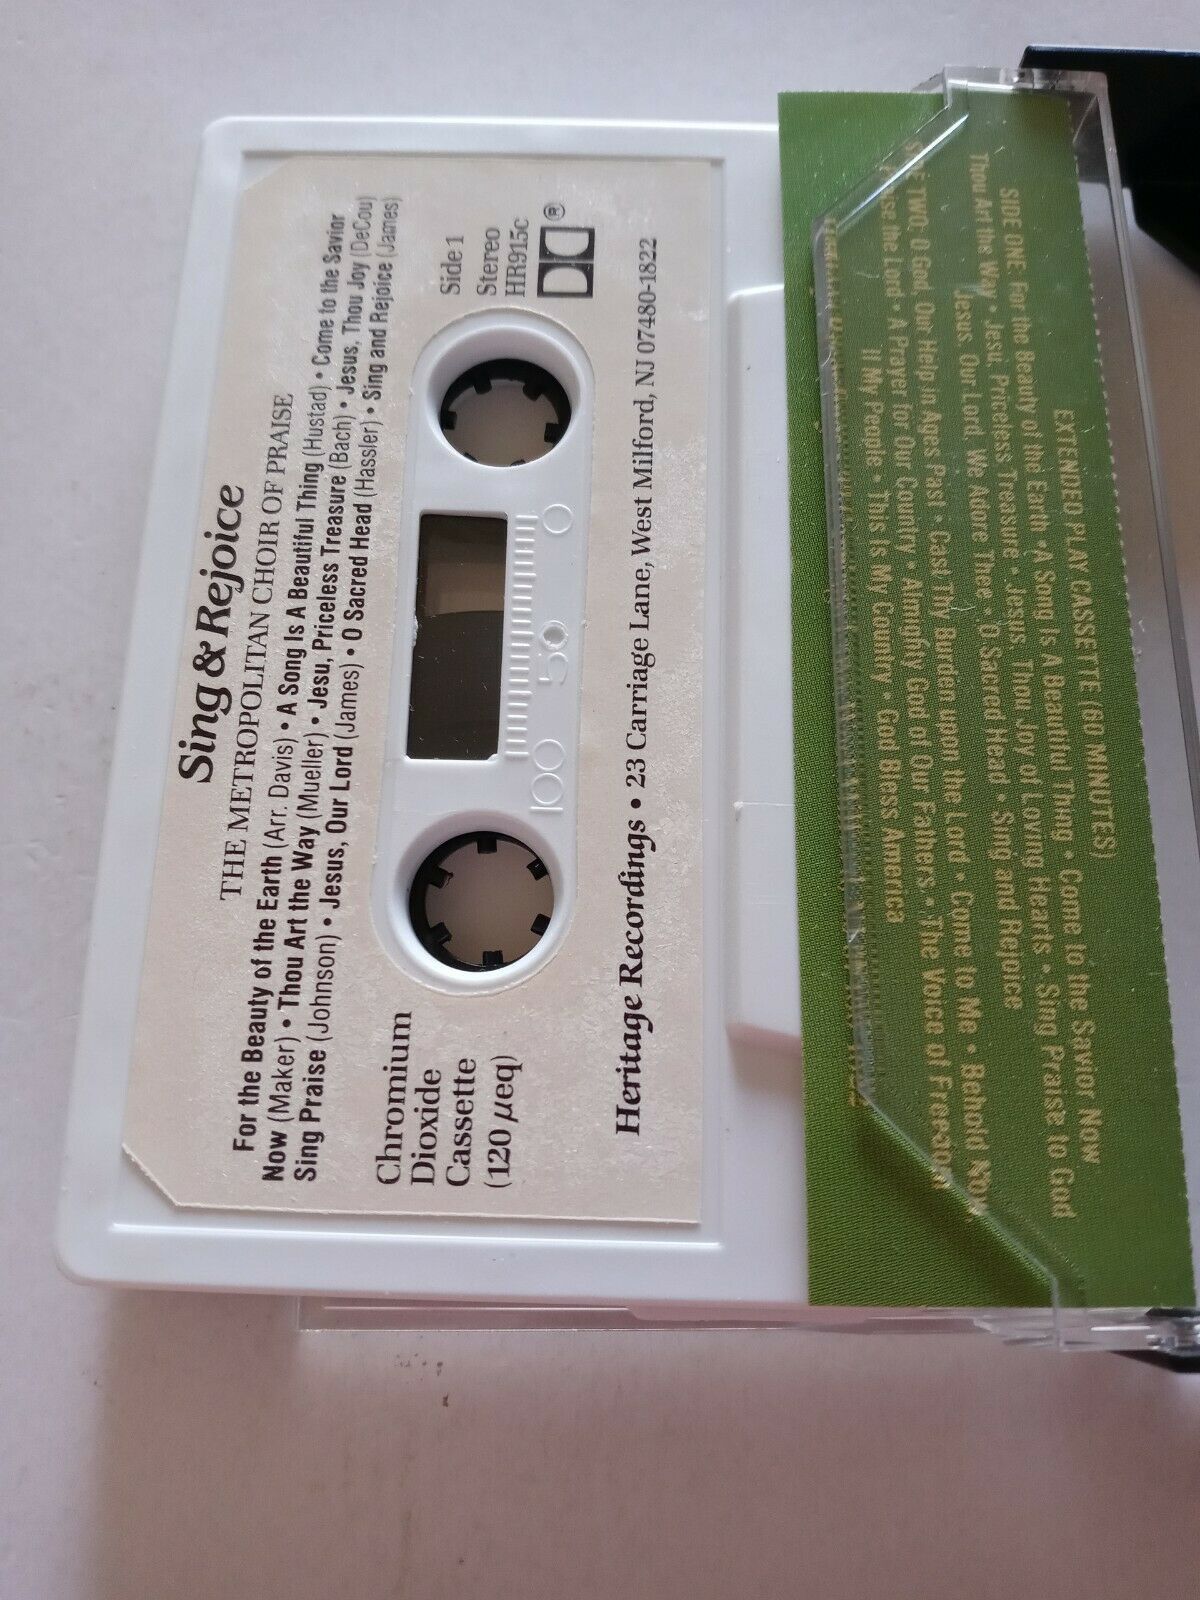 Sing & Rejoice
THE METROPOLITAN CHOIR OF PRAISE
For the Beauty of the Earth (Arr. Davis) • A Song Is A Beautiful Thing (Hustad) • Come to the Savior
Now (Maker) • Thou Art the Way (Mueller) • Jesu, Priceless Treasure (Bach) • Jesus, Thou Joy (DeCou)
Sing Praise (Johnson) • Jesus, Our Lord (James) • O Sacred Head (Hassler) • Sing and Rejoice (James)
Chromium
Dioxide
Cassette
(120 µeq)
100 50 0
Side:1
Stereo
HR915C
®
Heritage Recordings • 23 Carriage Lane, West Milford, NJ 07480-1822
EXTENDED PLAY CASSETTE (60 MINUTES)
SIDE ONE: For the Beauty of the Earth • A Song Is A Beautiful Thing • Come to the Savior Now
Thou Art the Way • Jesu, Priceless Treasure • Jesus, Thou Joy of Loving Hearts • Sing Praise to God
Jesus, Our Lord, We Adore Thee • O Sacred Head • Sing and Rejoice
SIDE TWO: O God, Our Help in Ages Past • Cast Thy Burden upon the Lord • Come to Me • Behold Now,
Praise the Lord • A Prayer for Our Country • Almighty God of Our Fathers • The Voice of Freedom
If My People • This Is My Country • God Bless America